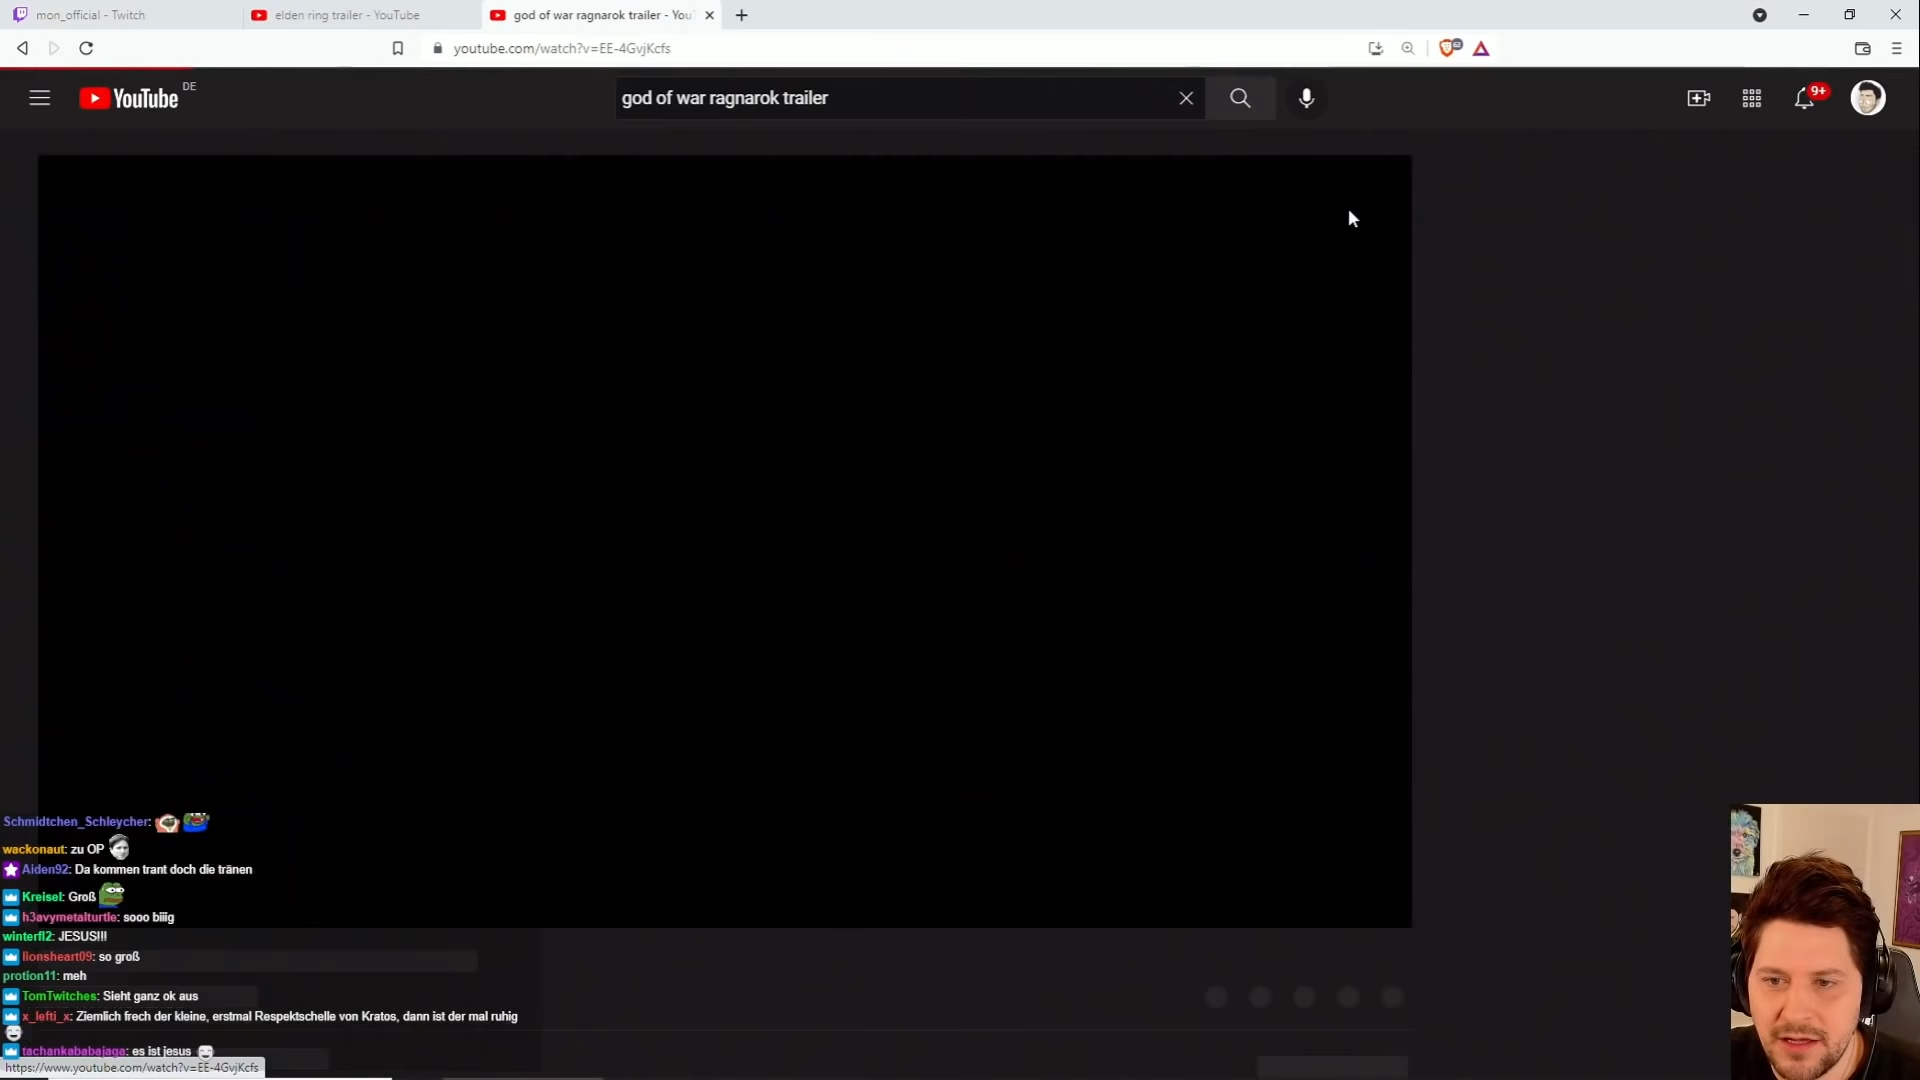 mon_official - Twitch
elden ring trailer - YouTube
god of war ragnarok trailer - You
youtube.com/watch?v=EE-4GvjKcfs
YouTube DE
god of war ragnarok trailer
9+
Schmidtchen_Schleycher:
wackonaut: zu OP
Aiden92: Da kommen trant doch die tränen
Kreisel: Groß
h3avymetalturtle: sooo biiig
winterfl2: JESUS!!!
lionsheart09: so groß
protion11: meh
TomTwitches: Sieht ganz ok aus
x_lefti_x: Ziemlich frech der kleine, erstmal Respektschelle von Kratos, dann ist der mal ruhig
tachankababajaga: es ist jesus
https://www.youtube.com/watch?v=EE-4GvjKcfs